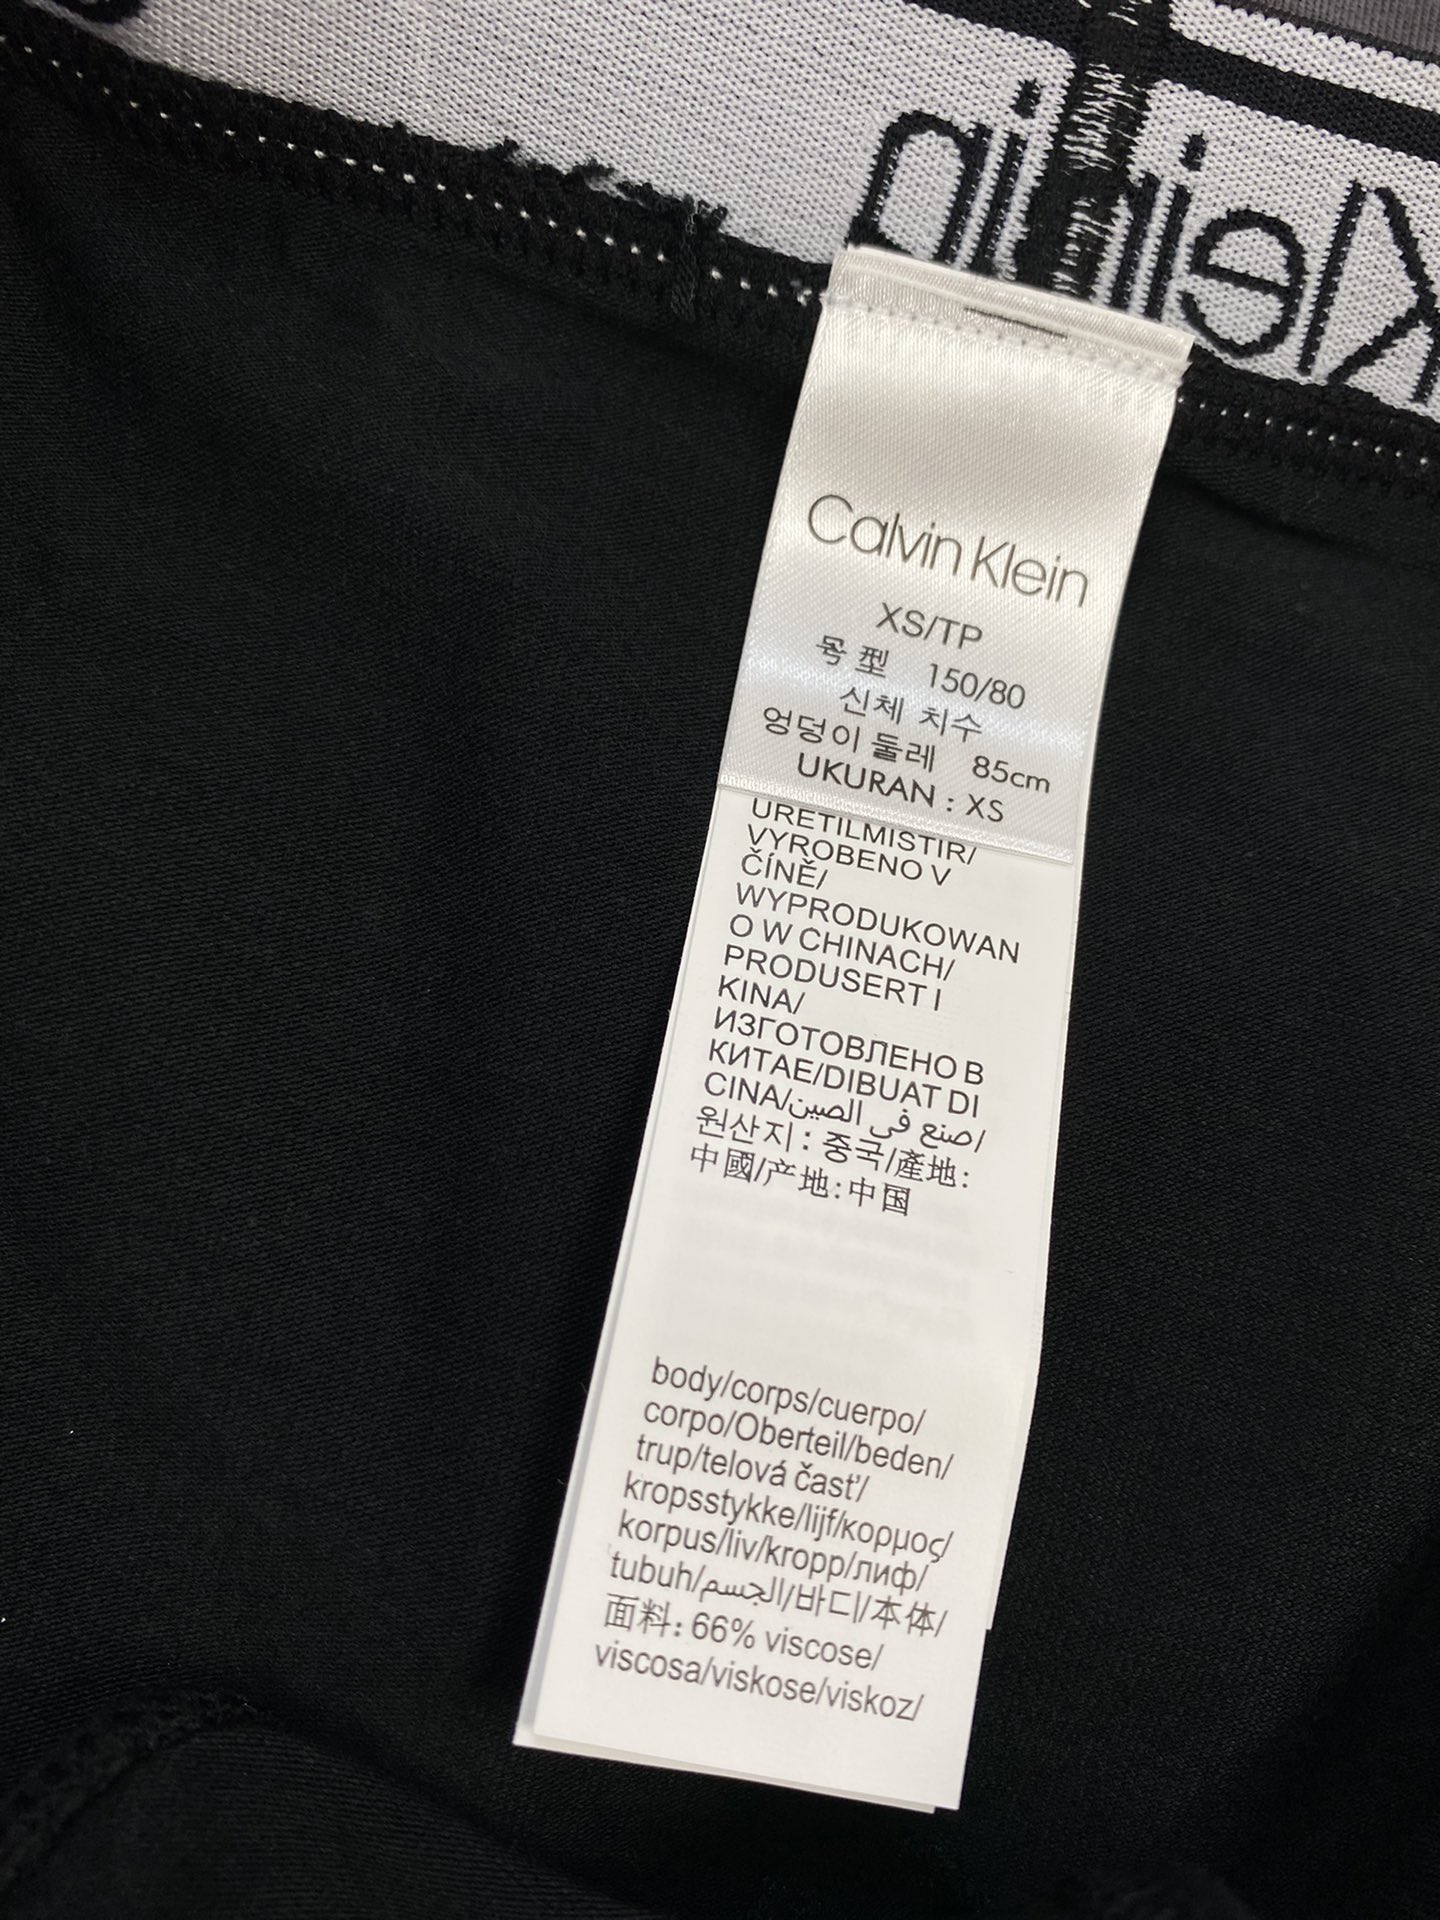 Klein
Calvin Klein
XS/TP
号型 150/80
신체 치수
엉덩이 둘레 85cm
UKURAN : XS
ÜRETİLMİŞTİR/
VYROBENO V
ČÍNĚ/
WYPRODUKOWAN
O W CHINACH/
PRODUSERT I
KINA/
ИЗГОТОВЛЕНО В
КИТАЕ/DIBUAT DI
CINA/صنع في الصين/
원산지: 중국/產地:
中國/产地:中国
body/corps/cuerpo/
corpo/Oberteil/beden/
trup/telová časť/
kropsstykke/lijf/κορμος/
korpus/liv/kropp/лиф/
tubuh/الجسم/바디/本体/
面料: 66% viscose/
viscosa/viskose/viskoz/